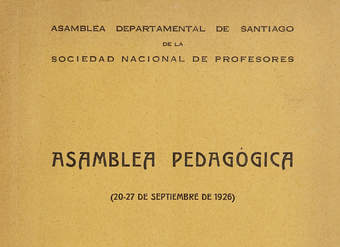 ASAMBLEA DEPARTAMENTAL DE SANTIAGO
DE LA
SOCIEDAD NACIONAL DE PROFESORES
ASAMBLEA PEDAGÓGICA
(20-27 DE SEPTIEMBRE DE 1926)